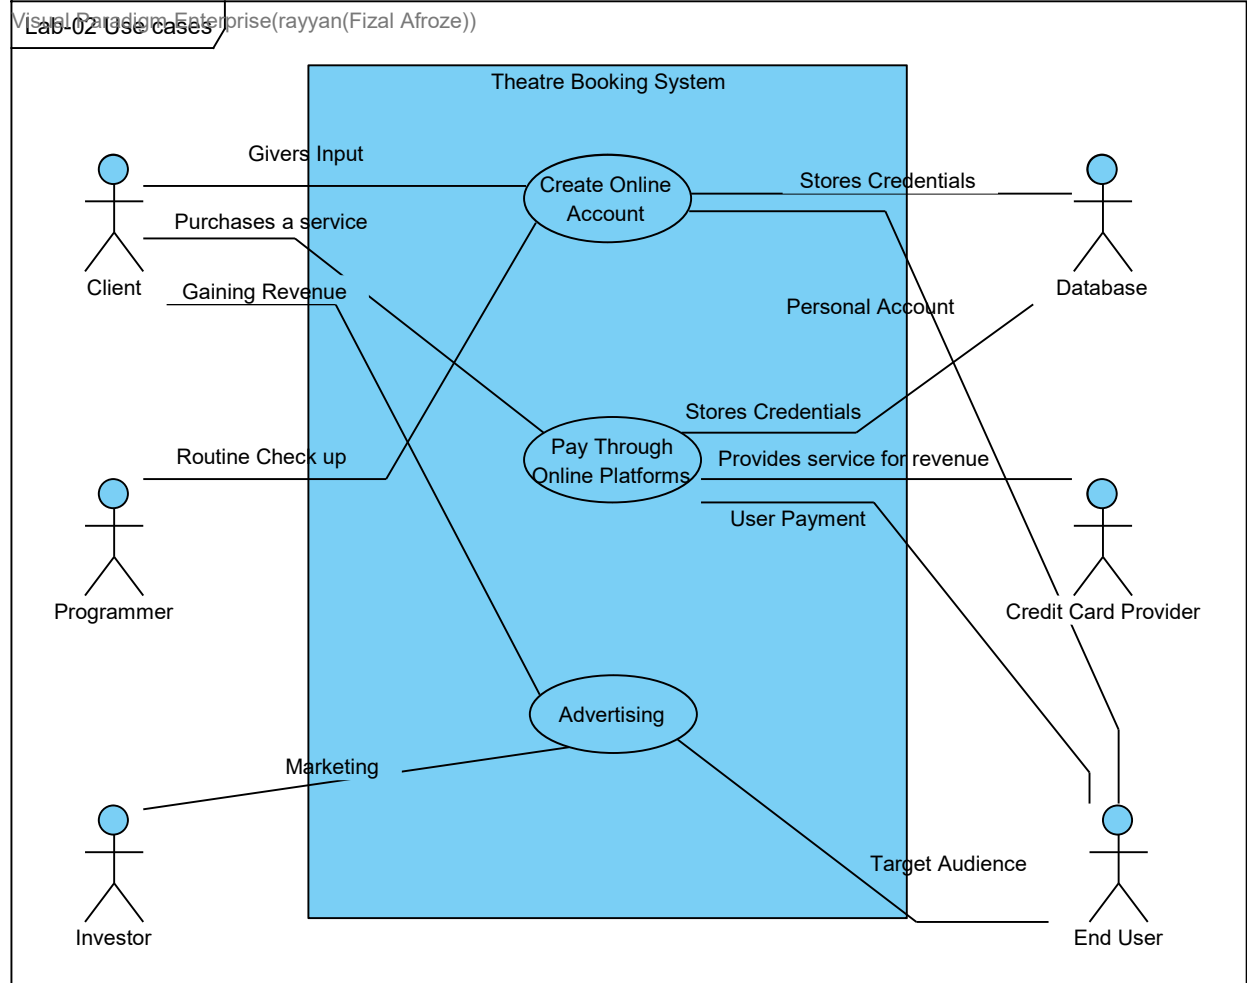 Visual Paradigm Enterprise(rayyan(Fizal Afroze))
Lab-02 Use cases
Theatre Booking System
Givers Input
Create Online
Account
Stores Credentials
Purchases a service
Client
Gaining Revenue
Database
Personal Account
Stores Credentials
Pay Through
Online Platforms
Routine Check up
Provides service for revenue
User Payment
Programmer
Credit Card Provider
Advertising
Marketing
Target Audience
Investor
End User